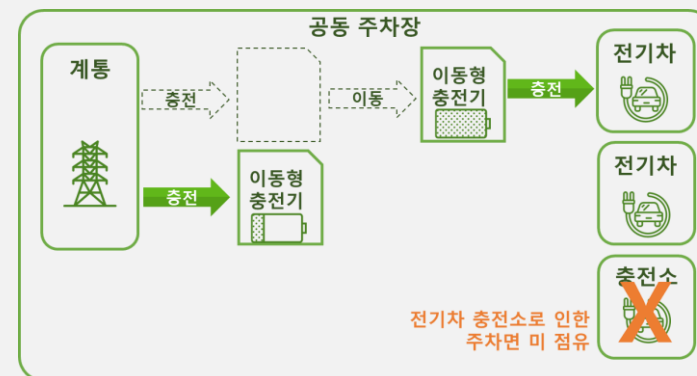 공동 주차장
계통
충전
이동
이동형
충전기
충전
전기차
충전
이동형
충전기
전기차
충전소
X
전기차 충전소로 인한
주차면 미 점유